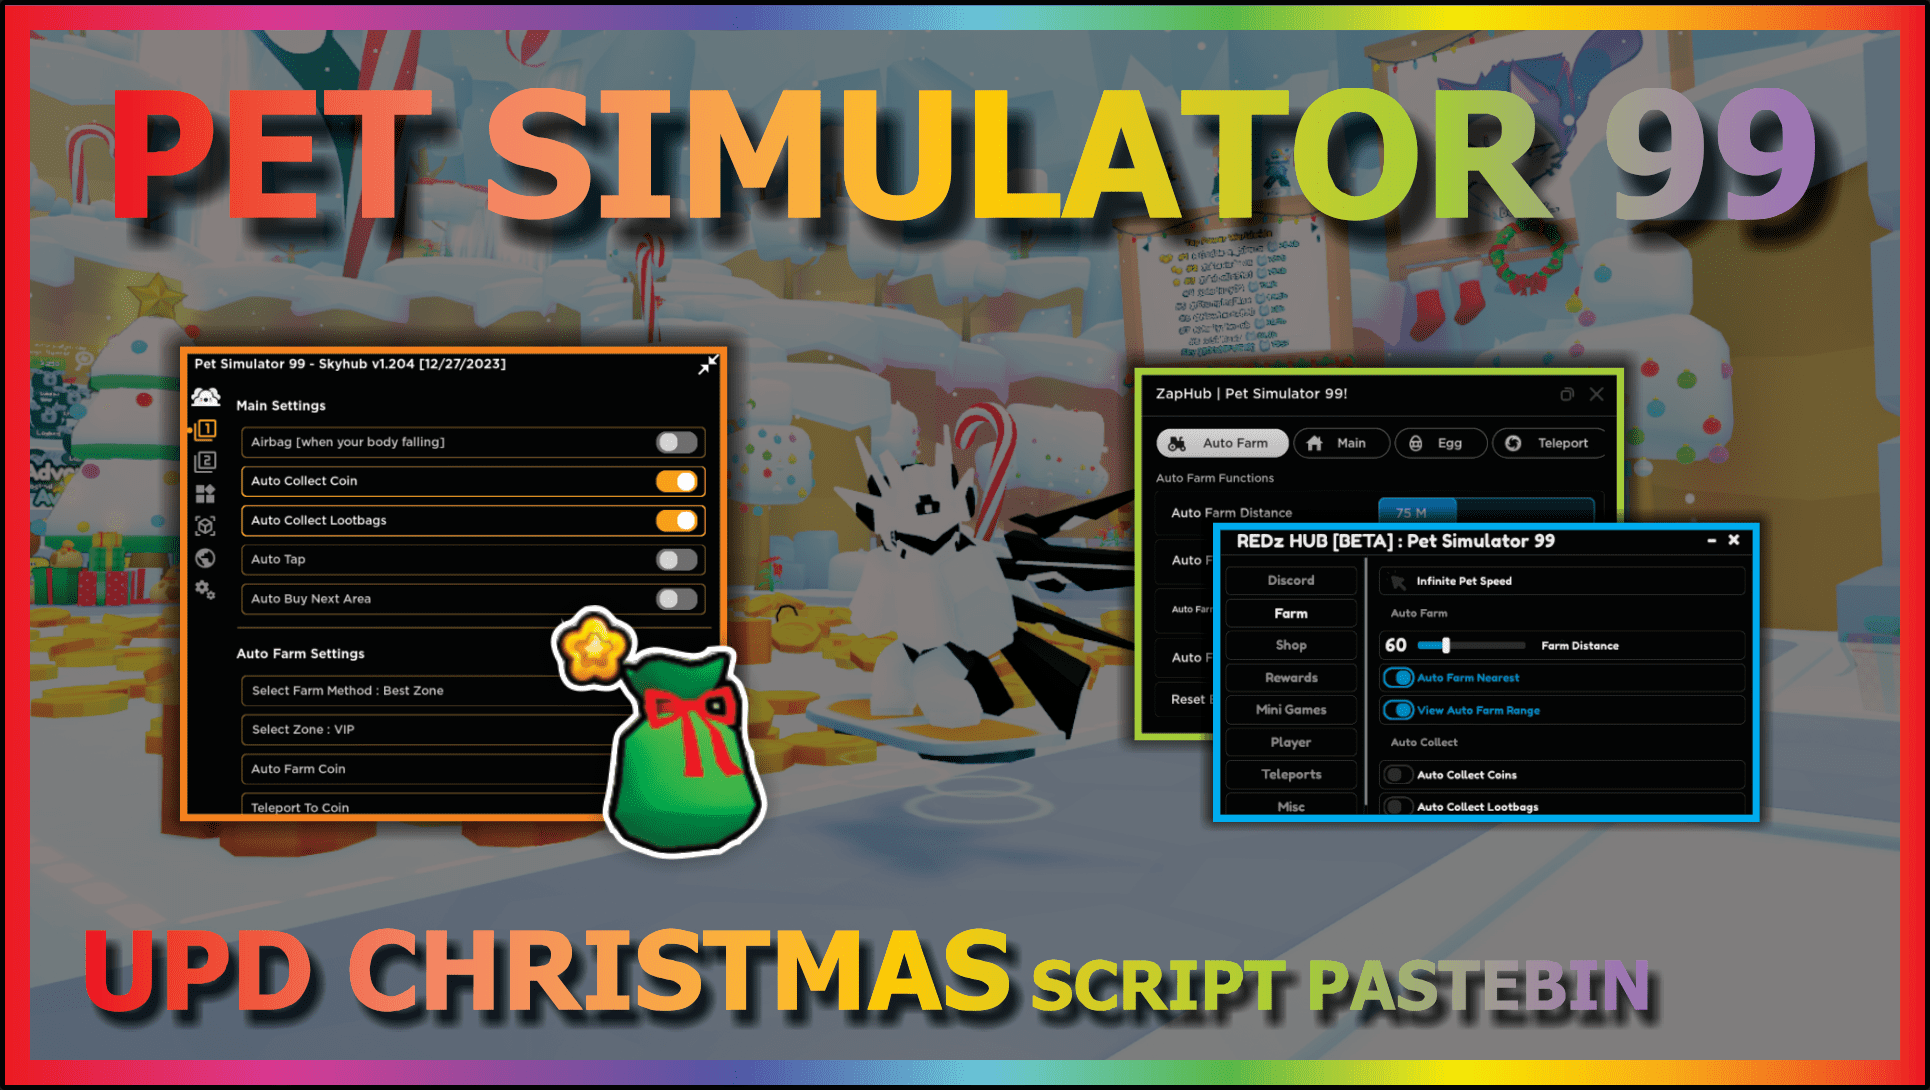 PET SIMULATOR 99
Pet Simulator 99 - Skyhub v1.204 [12/27/2023]
Main Settings
Airbag [when your body falling]
Auto Collect Coin
Auto Collect Lootbags
Auto Tap
Auto Buy Next Area
Auto Farm Settings
Select Farm Method : Best Zone
Select Zone : VIP
Auto Farm Coin
Teleport To Coin
ZapHub | Pet Simulator 99!
Auto Farm Main Egg Teleport
Auto Farm Functions
Auto Farm Distance 75 M
Auto F
Auto Far
Auto F
Reset
REDz HUB [BETA] : Pet Simulator 99
Discord
Farm
Shop
Rewards
Mini Games
Player
Teleports
Misc
Infinite Pet Speed
Auto Farm
60 Farm Distance
Auto Farm Nearest
View Auto Farm Range
Auto Collect
Auto Collect Coins
Auto Collect Lootbags
UPD CHRISTMAS SCRIPT PASTEBIN